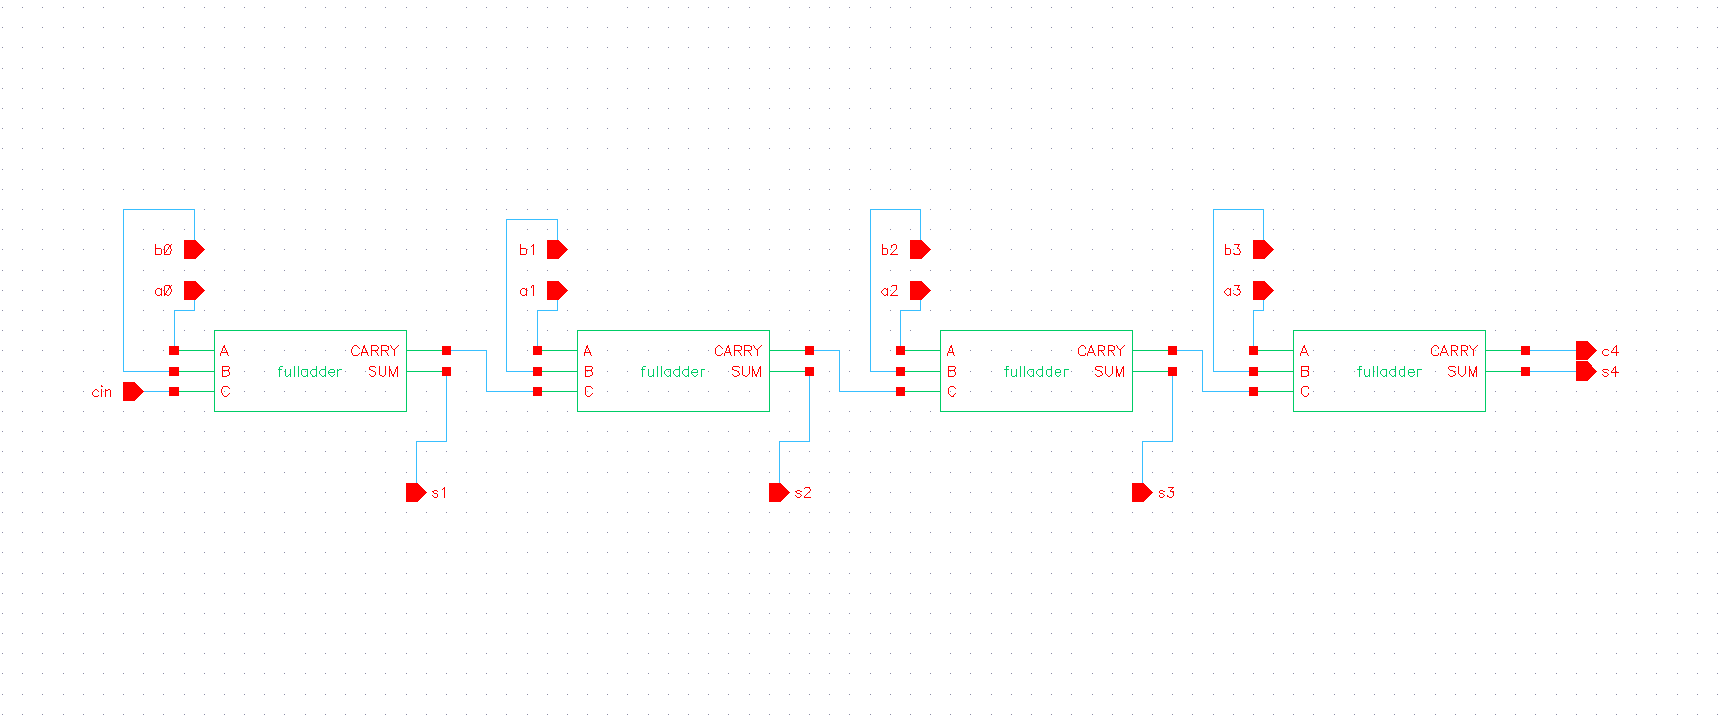 b0 b1 b2 b3
a0 a1 a2 a3
A CARRY A CARRY A CARRY A CARRY c4
B fulladder SUM B fulladder SUM B fulladder SUM B fulladder SUM s4
cin C C C C
s1 s2 s3